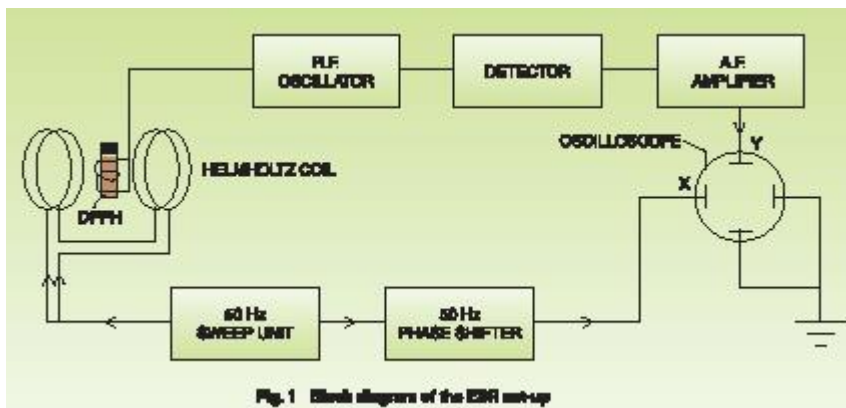 R.F.
OSCILLATOR
DETECTOR
A.F.
AMPLIFIER
OSCILLOSCOPE
Y
X
HELMHOLTZ COIL
DPPH
50 Hz
SWEEP UNIT
50 Hz
PHASE SHIFTER
Fig. 1 Block diagram of the ESR set-up